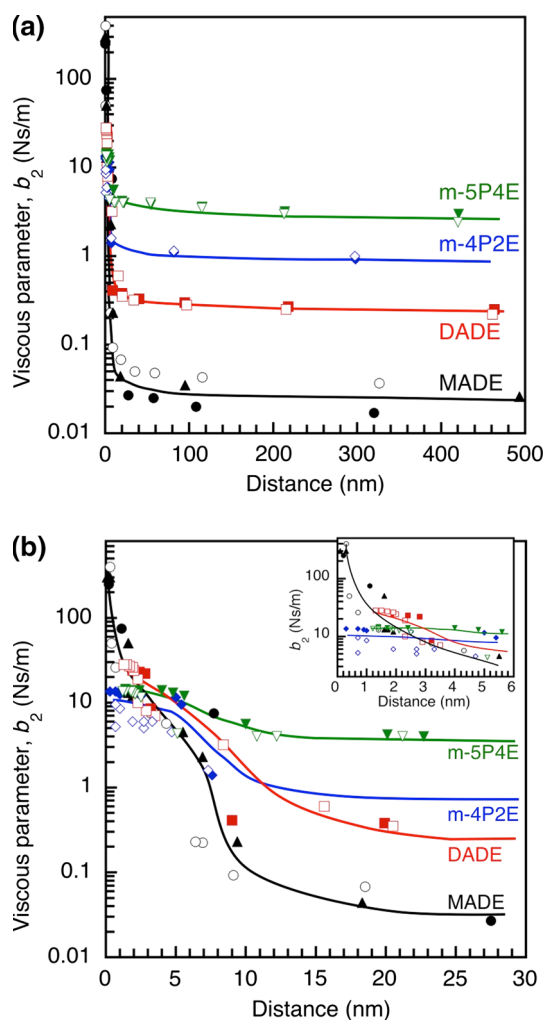 (a)
Viscous parameter, b₂ (Ns/m)
100
10
1
0.1
0.01
m-5P4E
m-4P2E
DADE
MADE
0 100 200 300 400 500
Distance (nm)
(b)
Viscous parameter, b₂ (Ns/m)
100
10
1
0.1
0.01
b₂ (Ns/m)
100
10
0 1 2 3 4 5 6
Distance (nm)
m-5P4E
m-4P2E
DADE
MADE
0 5 10 15 20 25 30
Distance (nm)